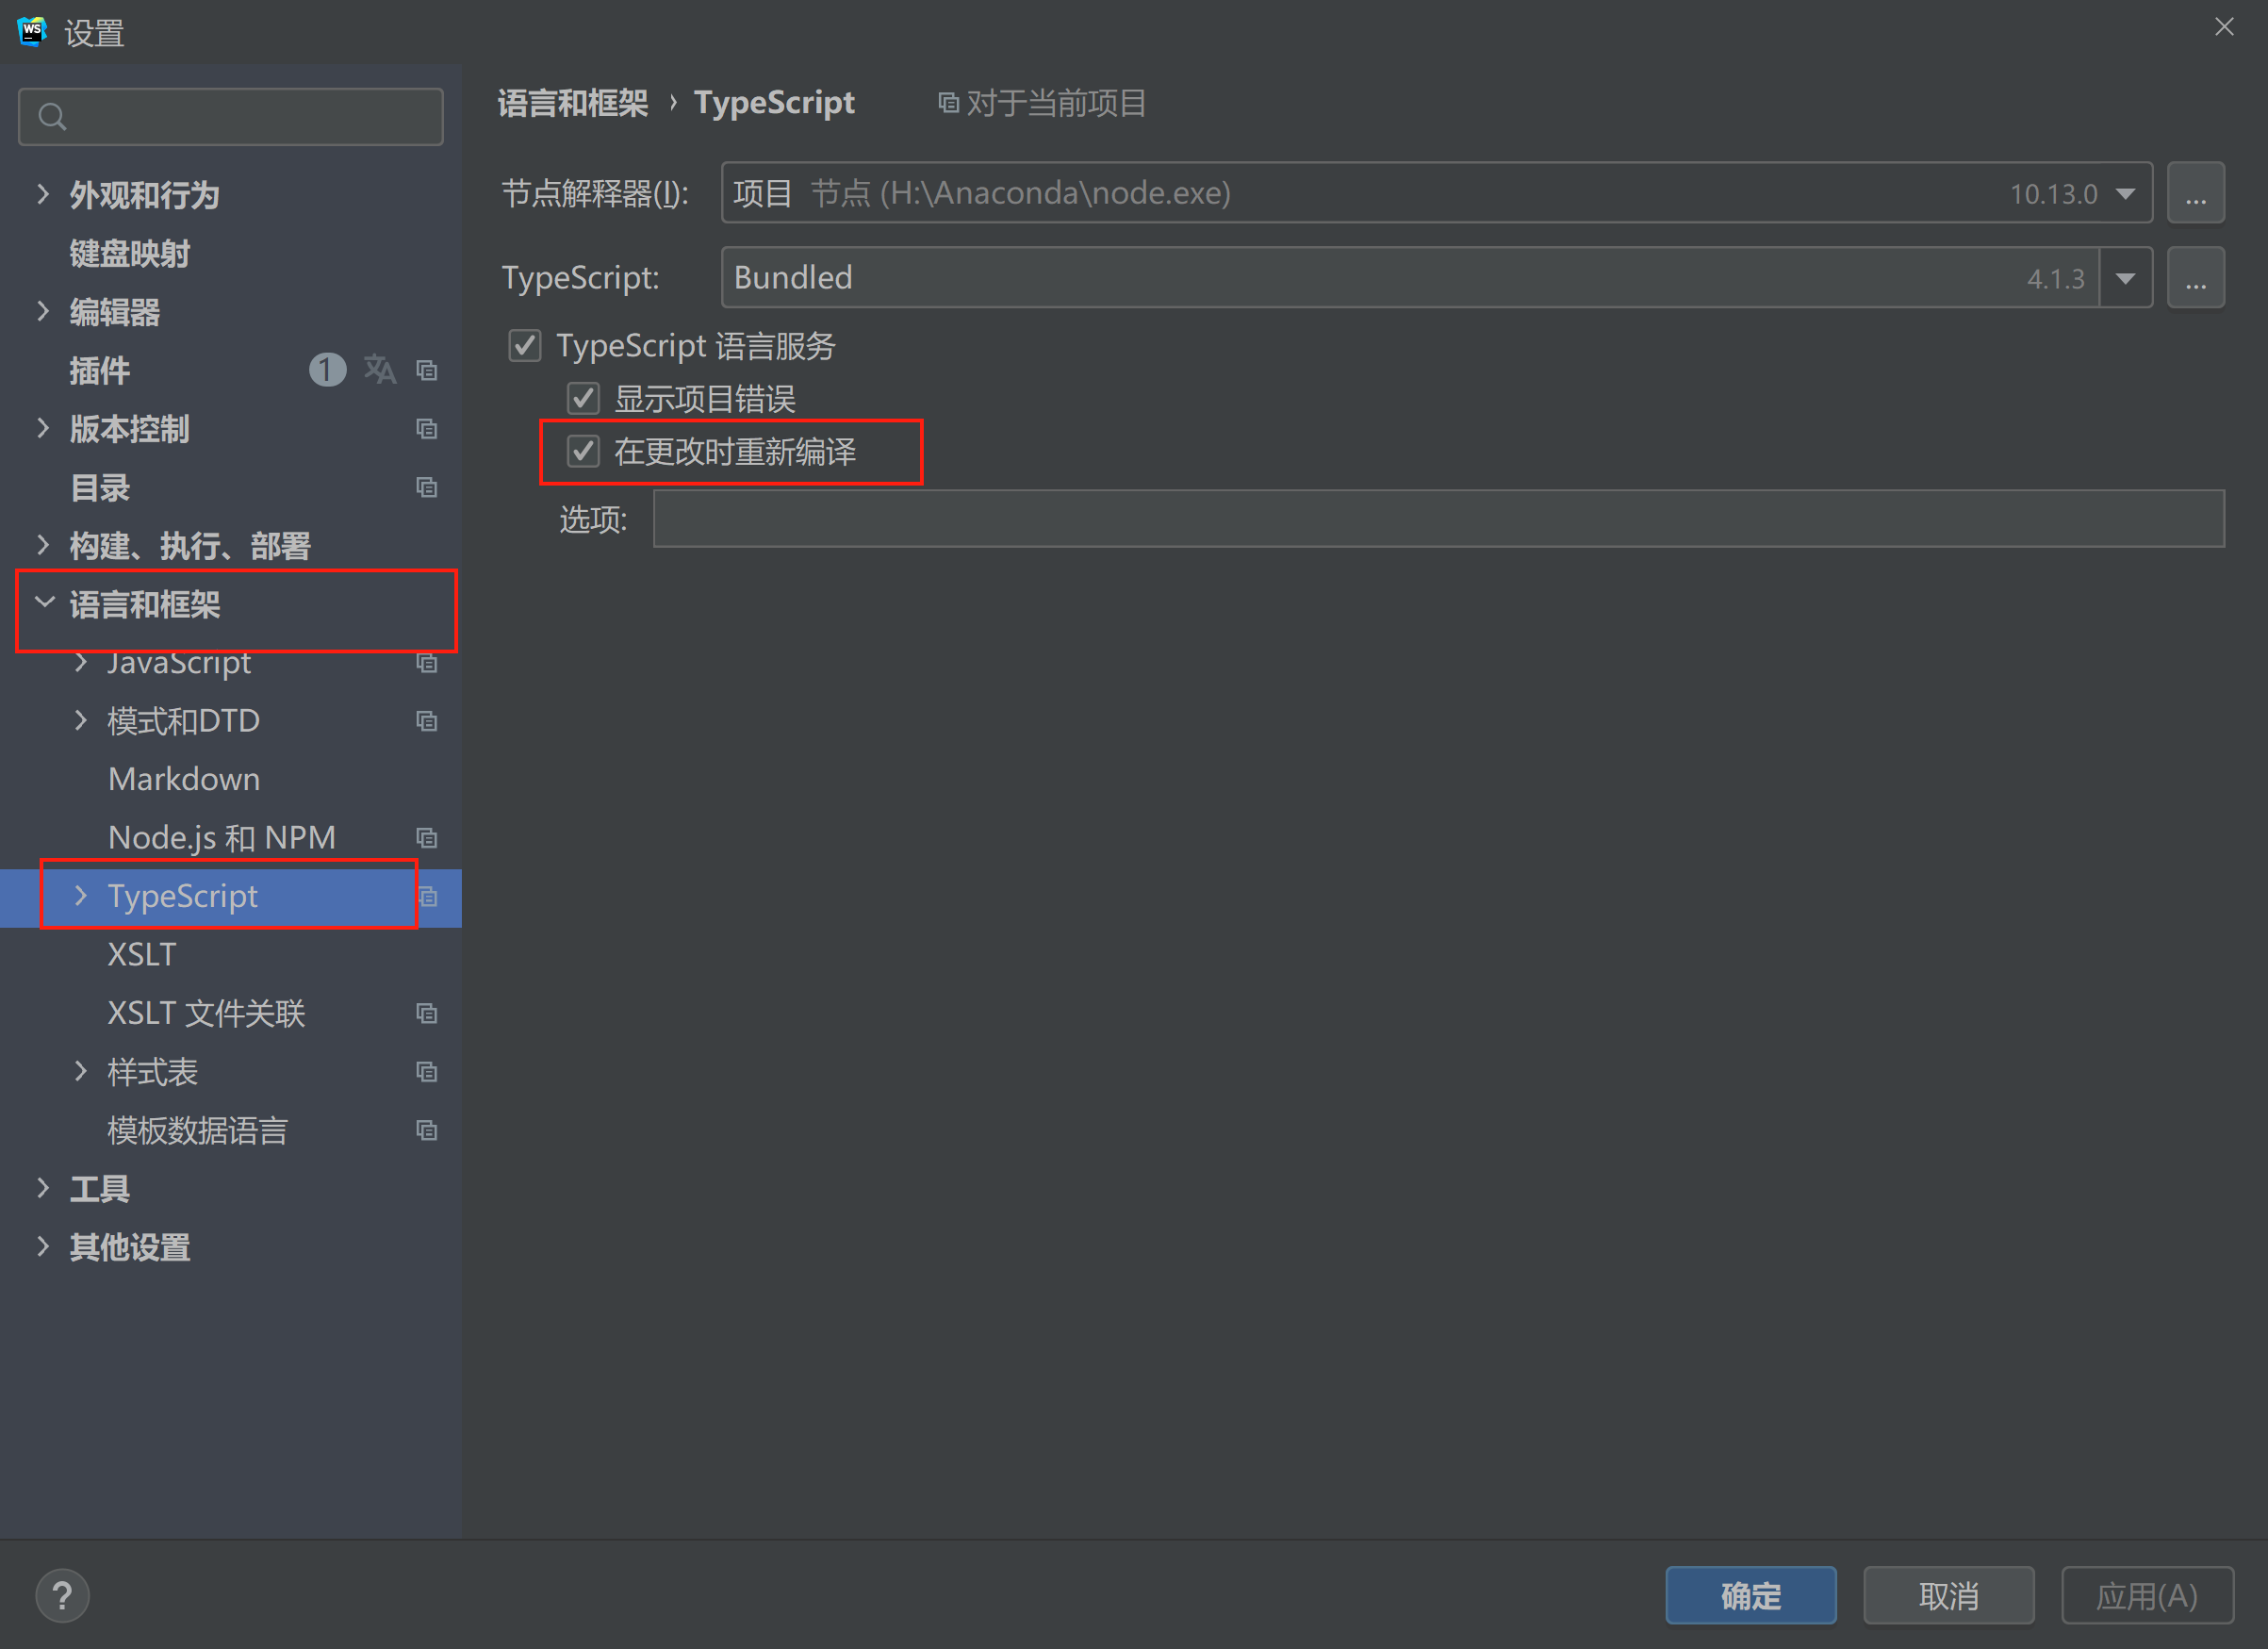 WS 设置
语言和框架 › TypeScript 对于当前项目
外观和行为
键盘映射
编辑器
插件 1 文A
版本控制
目录
构建、执行、部署
语言和框架
JavaScript
模式和DTD
Markdown
Node.js 和 NPM
TypeScript
XSLT
XSLT 文件关联
样式表
模板数据语言
工具
其他设置
节点解释器(I): 项目 节点 (H:\Anaconda\node.exe) 10.13.0 ...
TypeScript: Bundled 4.1.3 ...
TypeScript 语言服务
显示项目错误
在更改时重新编译
选项:
? 确定 取消 应用(A)